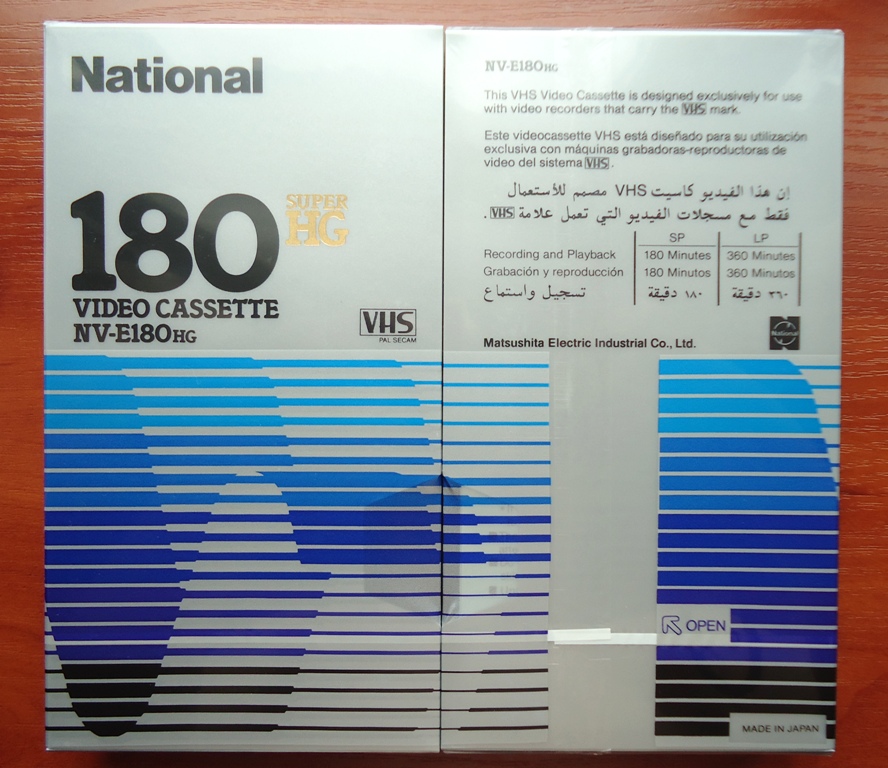 National
180
SUPER
HG
VIDEO CASSETTE
NV-E180HG
VHS
PAL SECAM
NV-E180HG
This VHS Video Cassette is designed exclusively for use
with video recorders that carry the VHS mark.
Este videocassette VHS está diseñado para su utilización
exclusiva con máquinas grabadoras-reproductoras de
video del sistema VHS.
إن هذا الفيديو كاسيت VHS مصمم للأستعمال
فقط مع مسجلات الفيديو التي تعمل علامة VHS.
SP LP
Recording and Playback 180 Minutes 360 Minutes
Grabación y reproducción 180 Minutos 360 Minutos
تسجيل واستماع ١٨٠ دقيقة ٣٦٠ دقيقة
National
Matsushita Electric Industrial Co., Ltd.
OPEN
MADE IN JAPAN